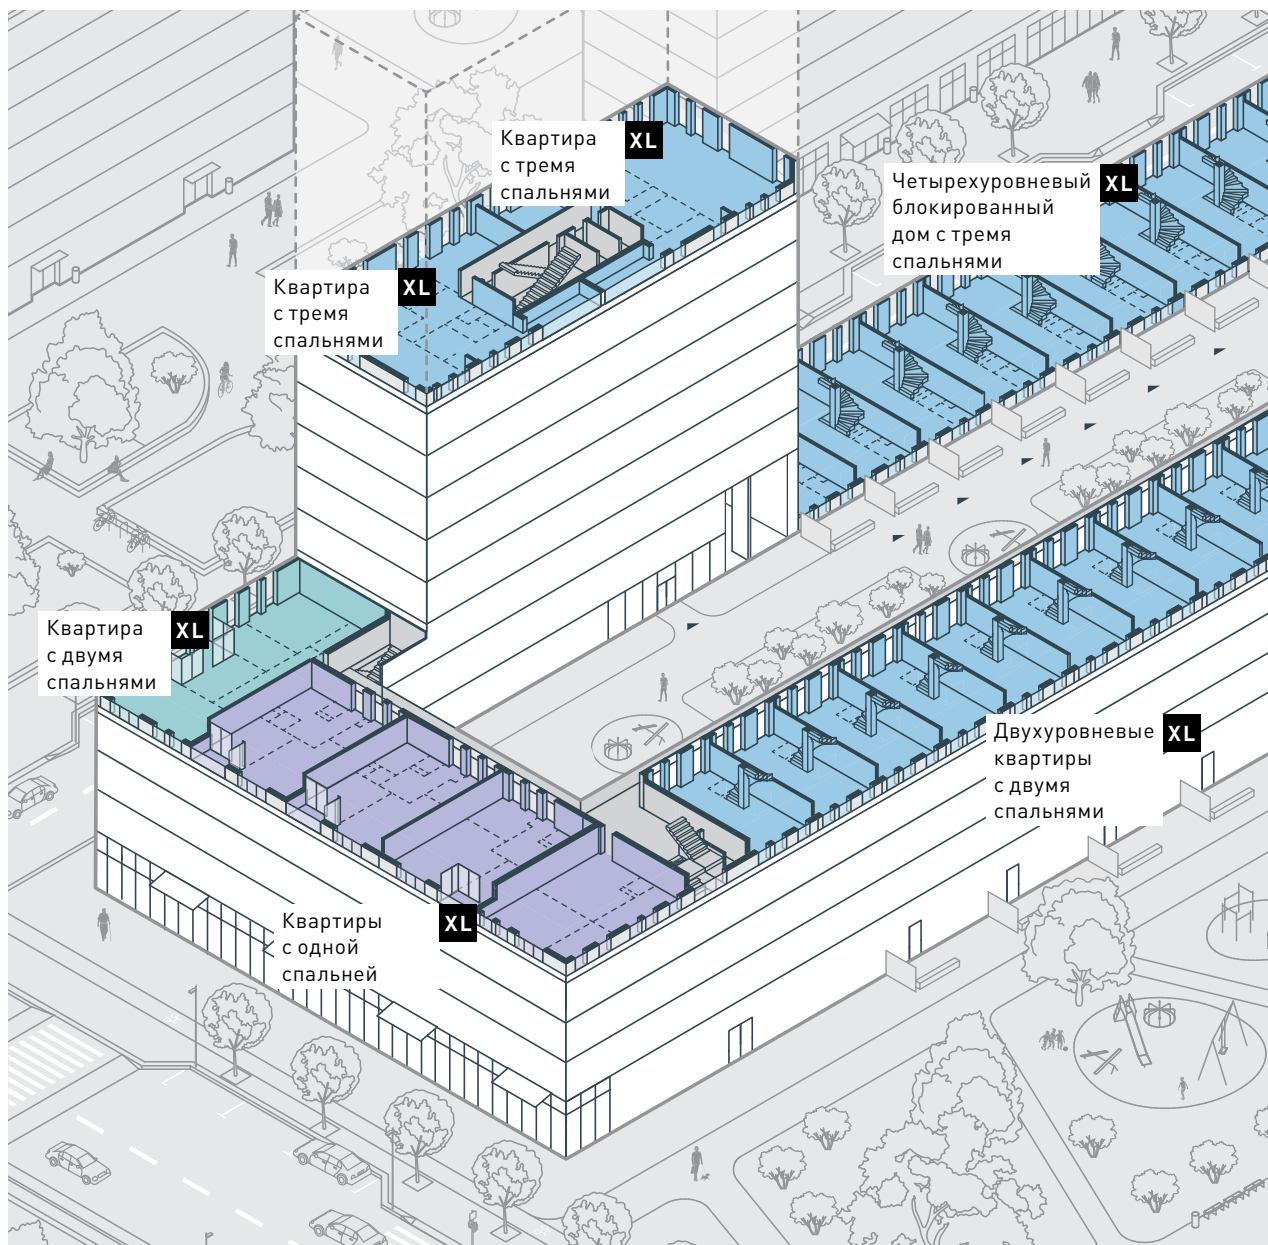 Квартира XL
с тремя
спальнями
Четырехуровневый XL
блокированный
дом с тремя
спальнями
Квартира XL
с тремя
спальнями
Квартира XL
с двумя
спальнями
Двухуровневые XL
квартиры
с двумя
спальнями
Квартиры XL
с одной
спальней